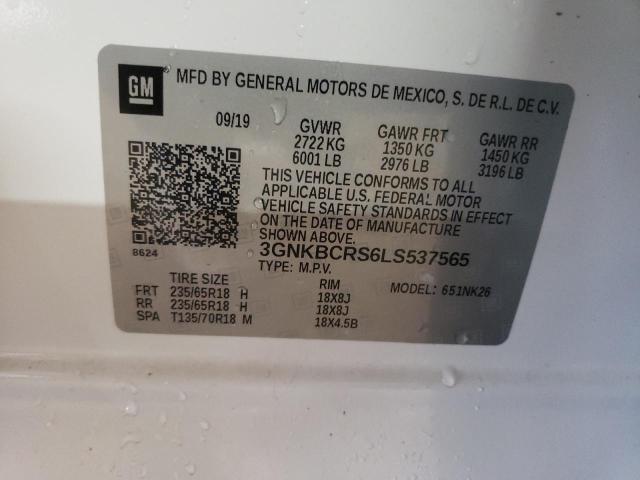 GM ® MFD BY GENERAL MOTORS DE MEXICO, S. DE R.L. DE C.V.
09/19 GVWR GAWR FRT GAWR RR
2722 KG 1350 KG 1450 KG
6001 LB 2976 LB 3196 LB
THIS VEHICLE CONFORMS TO ALL
APPLICABLE U.S. FEDERAL MOTOR
VEHICLE SAFETY STANDARDS IN EFFECT
ON THE DATE OF MANUFACTURE
SHOWN ABOVE.
8624 3GNKBCRS6LS537565
TYPE: M.P.V. MODEL: 651NK26
TIRE SIZE RIM
FRT 235/65R18 H 18X8J
RR 235/65R18 H 18X8J
SPA T135/70R18 M 18X4.5B